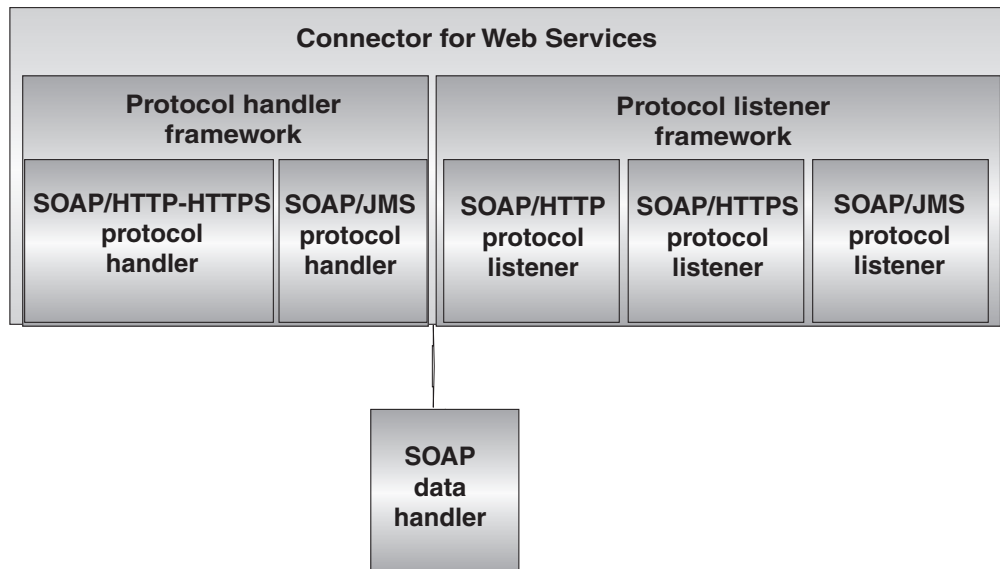 Connector for Web Services
Protocol handler
framework
Protocol listener
framework
SOAP/HTTP-HTTPS
protocol
handler
SOAP/JMS
protocol
handler
SOAP/HTTP
protocol
listener
SOAP/HTTPS
protocol
listener
SOAP/JMS
protocol
listener
SOAP
data
handler